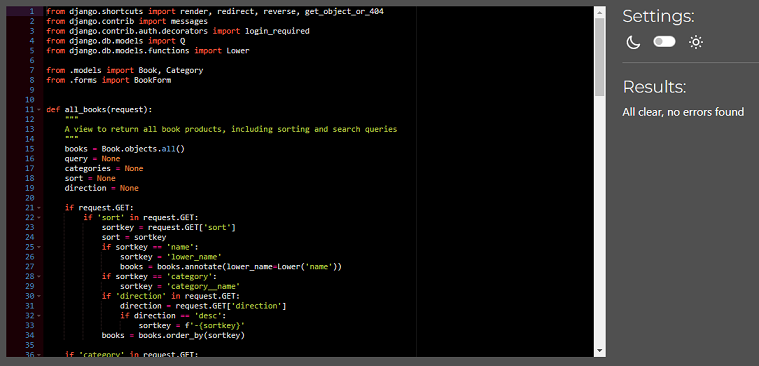 1 from django.shortcuts import render, redirect, reverse, get_object_or_404
2 from django.contrib import messages
3 from django.contrib.auth.decorators import login_required
4 from django.db.models import Q
5 from django.db.models.functions import Lower
6
7 from .models import Book, Category
8 from .forms import BookForm
9
10
11 def all_books(request):
12     """
13     A view to return all book products, including sorting and search queries
14     """
15     books = Book.objects.all()
16     query = None
17     categories = None
18     sort = None
19     direction = None
20
21     if request.GET:
22         if 'sort' in request.GET:
23             sortkey = request.GET['sort']
24             sort = sortkey
25             if sortkey == 'name':
26                 sortkey = 'lower_name'
27                 books = books.annotate(lower_name=Lower('name'))
28             if sortkey == 'category':
29                 sortkey = 'category__name'
30             if 'direction' in request.GET:
31                 direction = request.GET['direction']
32                 if direction == 'desc':
33                     sortkey = f'-{sortkey}'
34             books = books.order_by(sortkey)
35
36     if 'category' in request.GET:
Settings:
Results:
All clear, no errors found